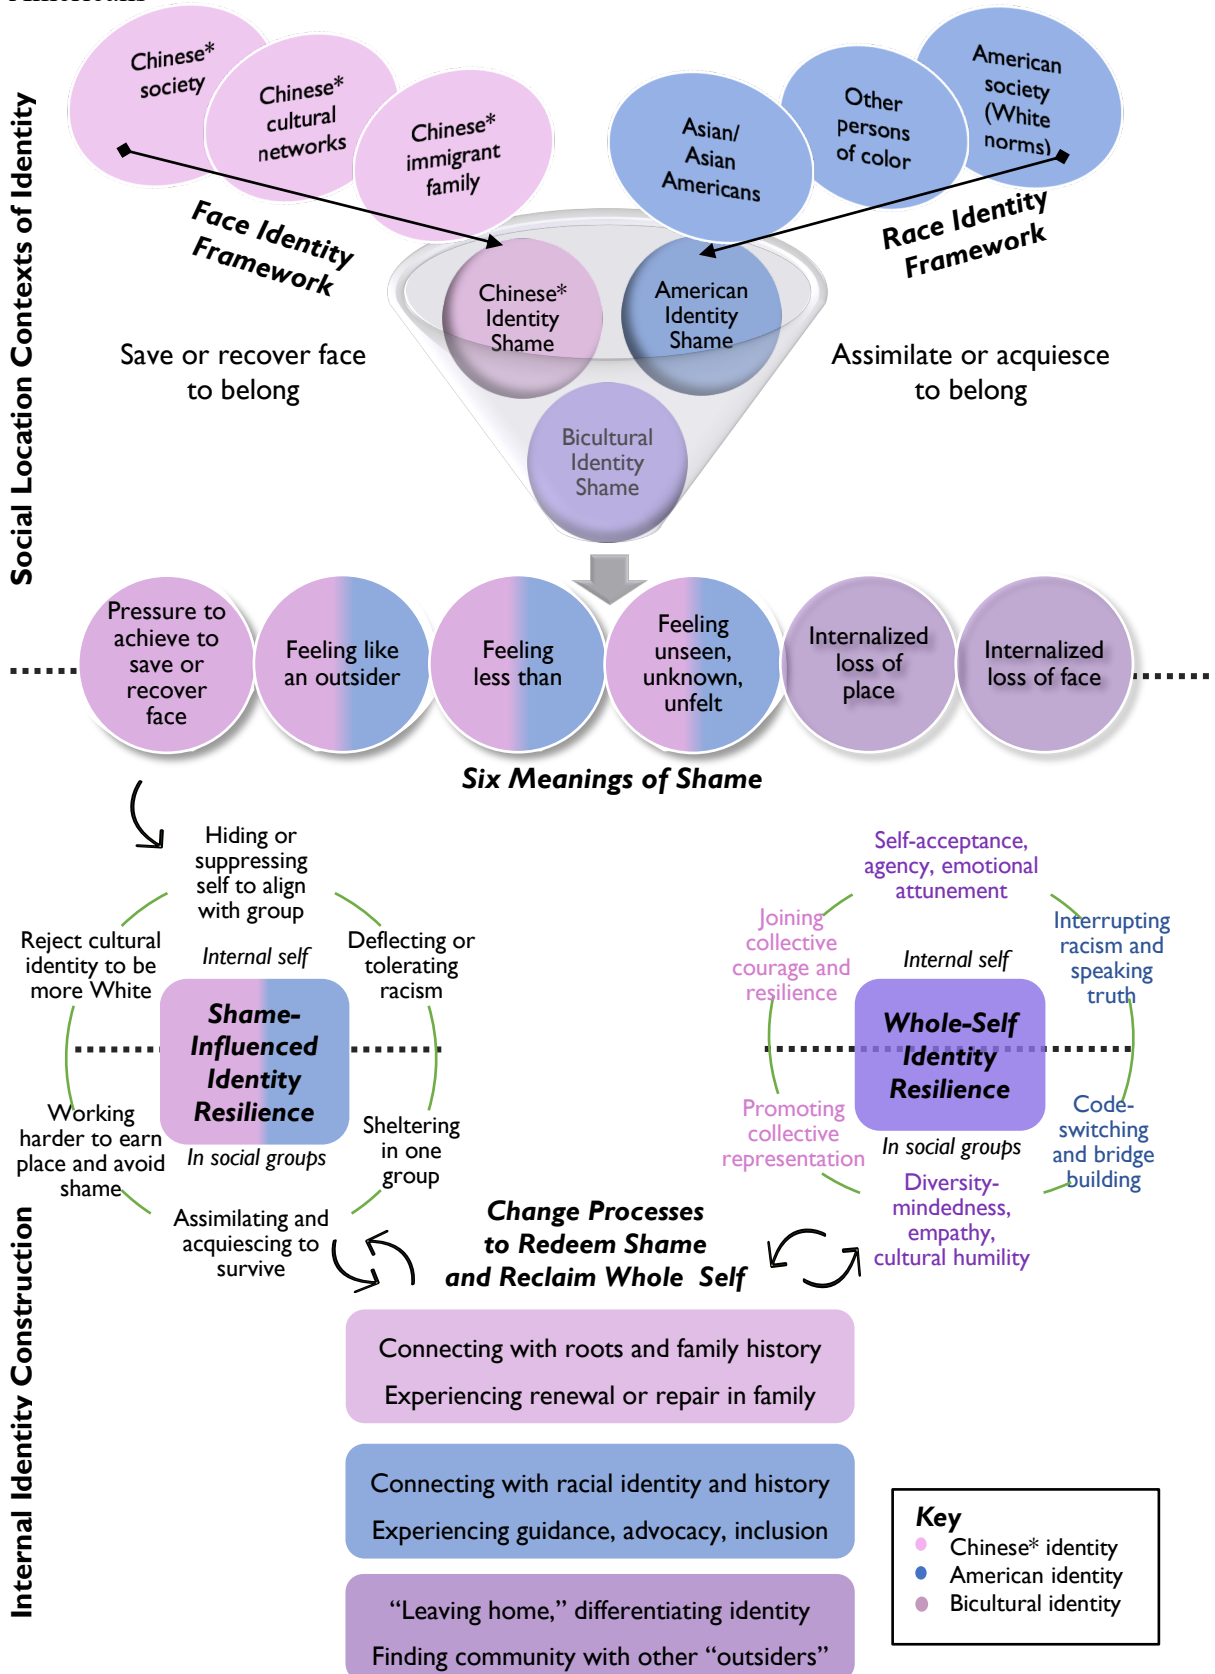 Americans
Social Location Contexts of Identity
Chinese*
society
Chinese*
cultural
networks
Chinese*
immigrant
family
Asian/
Asian
Americans
Other
persons
of color
American
society
(White
norms)
Face Identity
Framework
Race Identity
Framework
Save or recover face
to belong
Assimilate or acquiesce
to belong
Chinese*
Identity
Shame
American
Identity
Shame
Bicultural
Identity
Shame
Pressure to
achieve to
save or
recover
face
Feeling like
an outsider
Feeling
less than
Feeling
unseen,
unknown,
unfelt
Internalized
loss of
place
Internalized
loss of face
Six Meanings of Shame
Internal Identity Construction
Hiding or
suppressing
self to align
with group
Reject cultural
identity to be
more White
Internal self
Deflecting or
tolerating
racism
Shame-
Influenced
Identity
Resilience
Working
harder to earn
place and avoid
shame
In social groups
Sheltering
in one
group
Assimilating and
acquiescing to
survive
Self-acceptance,
agency, emotional
attunement
Joining
collective
courage and
resilience
Internal self
Interrupting
racism and
speaking
truth
Whole-Self
Identity
Resilience
Promoting
collective
representation
In social groups
Code-
switching
and bridge
building
Diversity-
mindedness,
empathy,
cultural humility
Change Processes
to Redeem Shame
and Reclaim Whole Self
Connecting with roots and family history
Experiencing renewal or repair in family
Connecting with racial identity and history
Experiencing guidance, advocacy, inclusion
“Leaving home,” differentiating identity
Finding community with other “outsiders”
Key
Chinese* identity
American identity
Bicultural identity